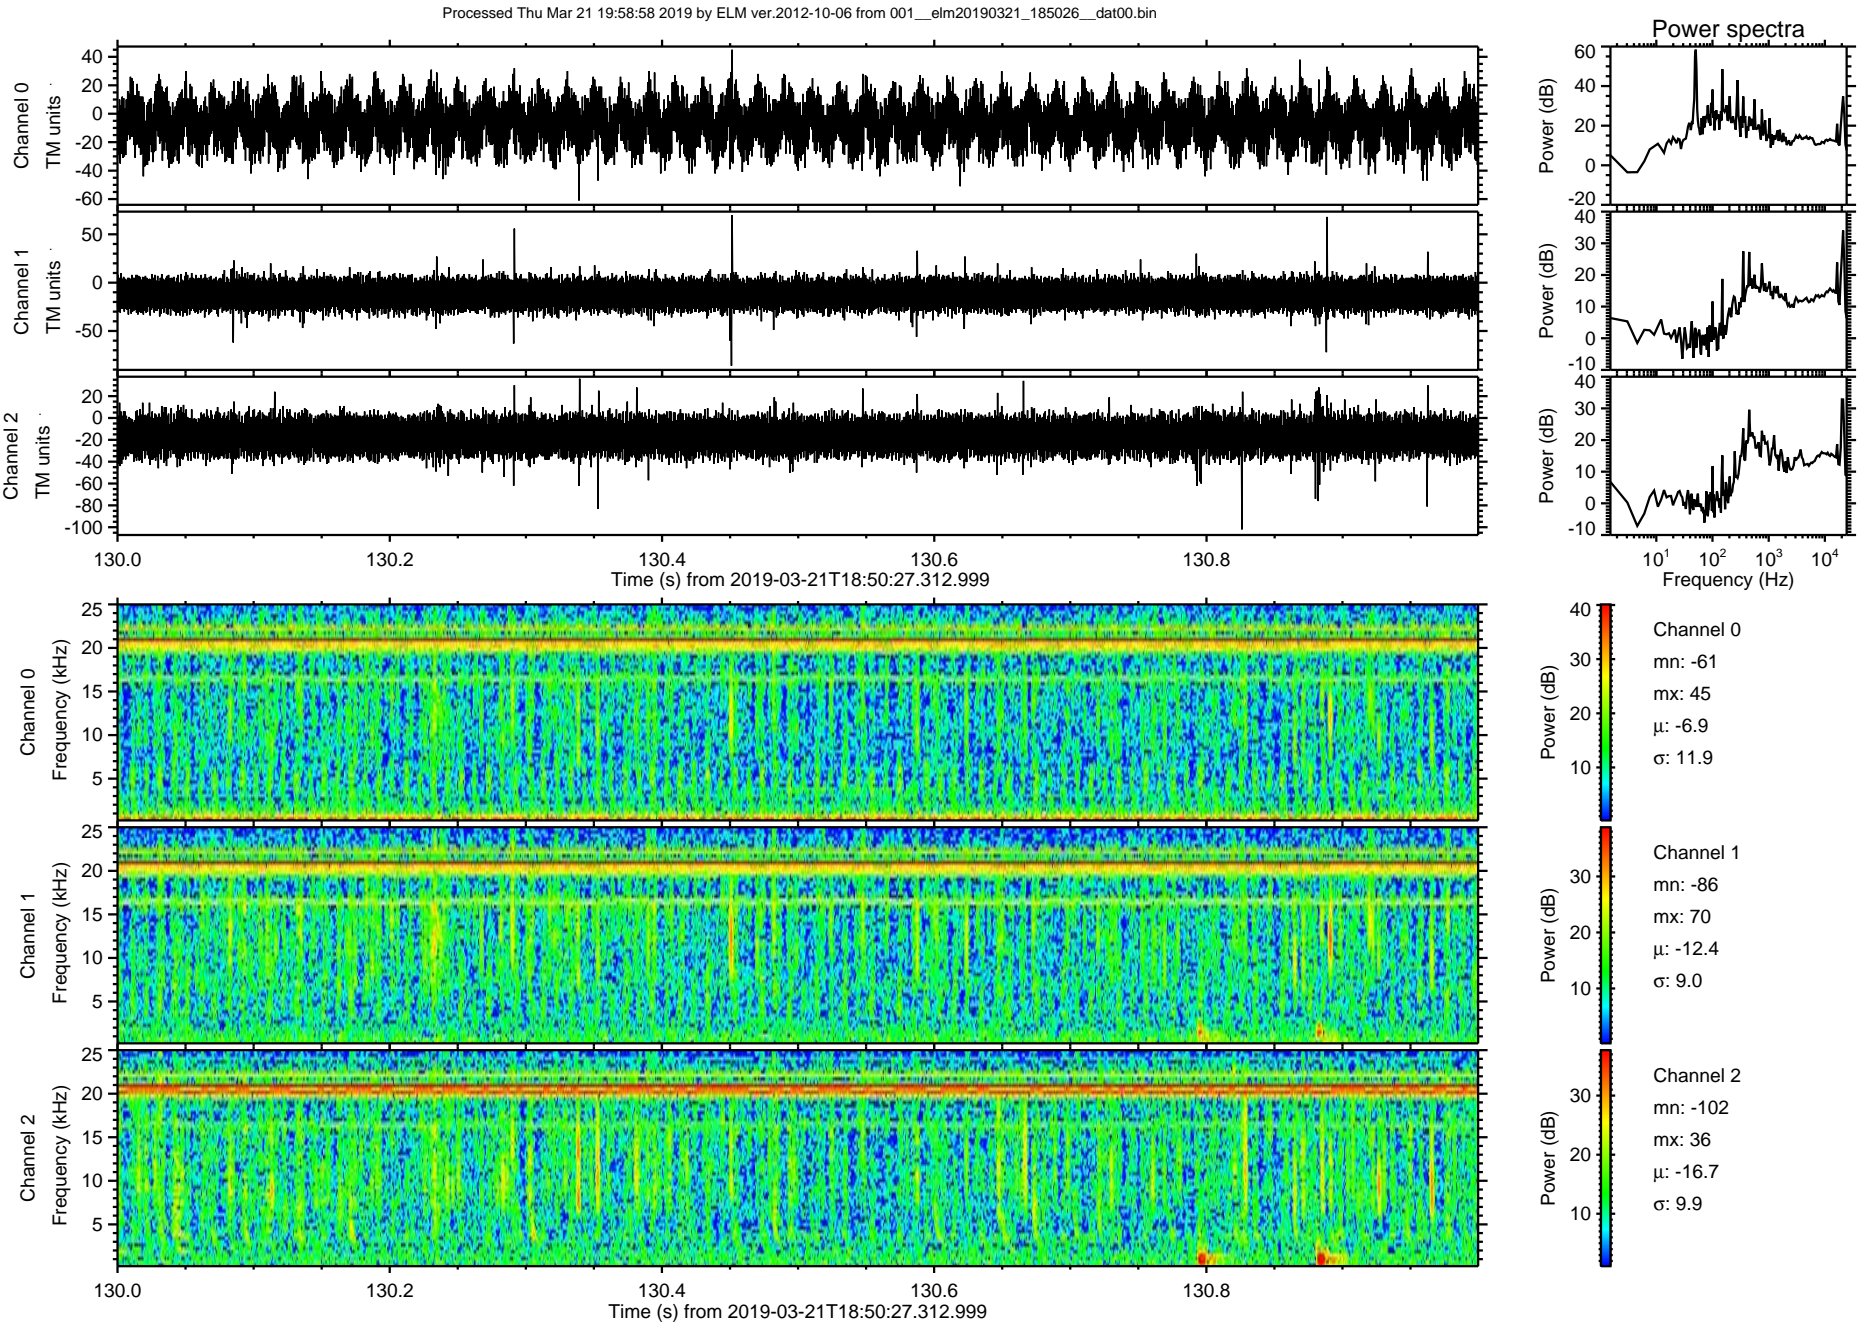 Processed Thu Mar 21 19:58:58 2019 by ELM ver.2012-10-06 from 001__elm20190321_185026__dat00.bin
Power spectra
Channel 0
TM units
40
20
0
-20
-40
-60
Power (dB)
60
40
20
0
-20
Channel 1
TM units
50
0
-50
Power (dB)
40
30
20
10
0
-10
Channel 2
TM units
20
0
-20
-40
-60
-80
-100
Power (dB)
40
30
20
10
0
-10
130.0
130.2
130.4
130.6
130.8
Time (s) from 2019-03-21T18:50:27.312.999
10¹
10²
10³
10⁴
Frequency (Hz)
Channel 0
Frequency (kHz)
25
20
15
10
5
Power (dB)
40
30
20
10
Channel 0
mn: -61
mx: 45
µ: -6.9
σ: 11.9
Channel 1
Frequency (kHz)
25
20
15
10
5
Power (dB)
30
20
10
Channel 1
mn: -86
mx: 70
µ: -12.4
σ: 9.0
Channel 2
Frequency (kHz)
25
20
15
10
5
Power (dB)
30
20
10
Channel 2
mn: -102
mx: 36
µ: -16.7
σ: 9.9
130.0
130.2
130.4
130.6
130.8
Time (s) from 2019-03-21T18:50:27.312.999